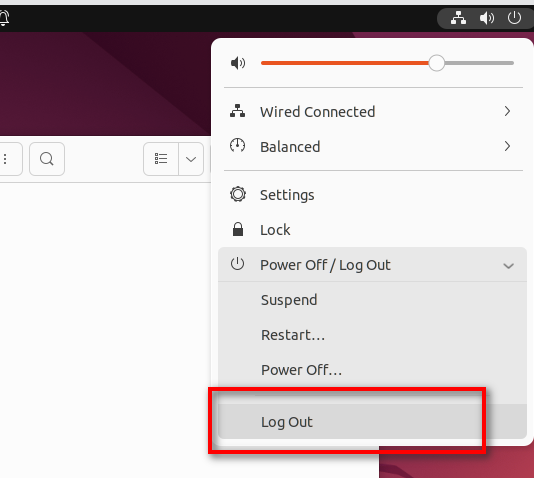 Wired Connected
Balanced
Settings
Lock
Power Off / Log Out
Suspend
Restart...
Power Off...
Log Out